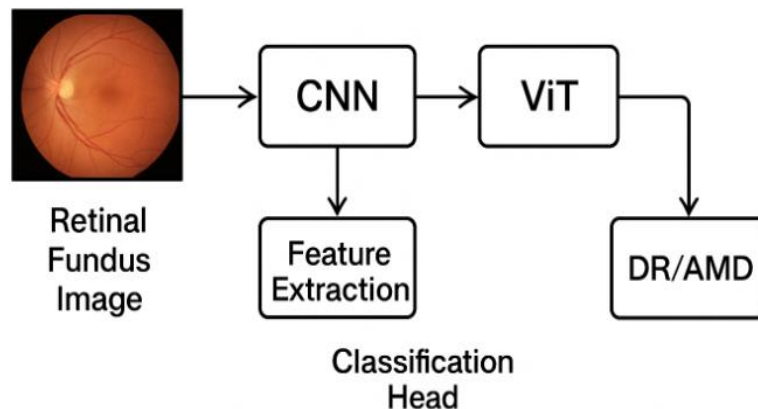 CNN
ViT
Retinal
Fundus
Image
Feature
Extraction
DR/AMD
Classification
Head